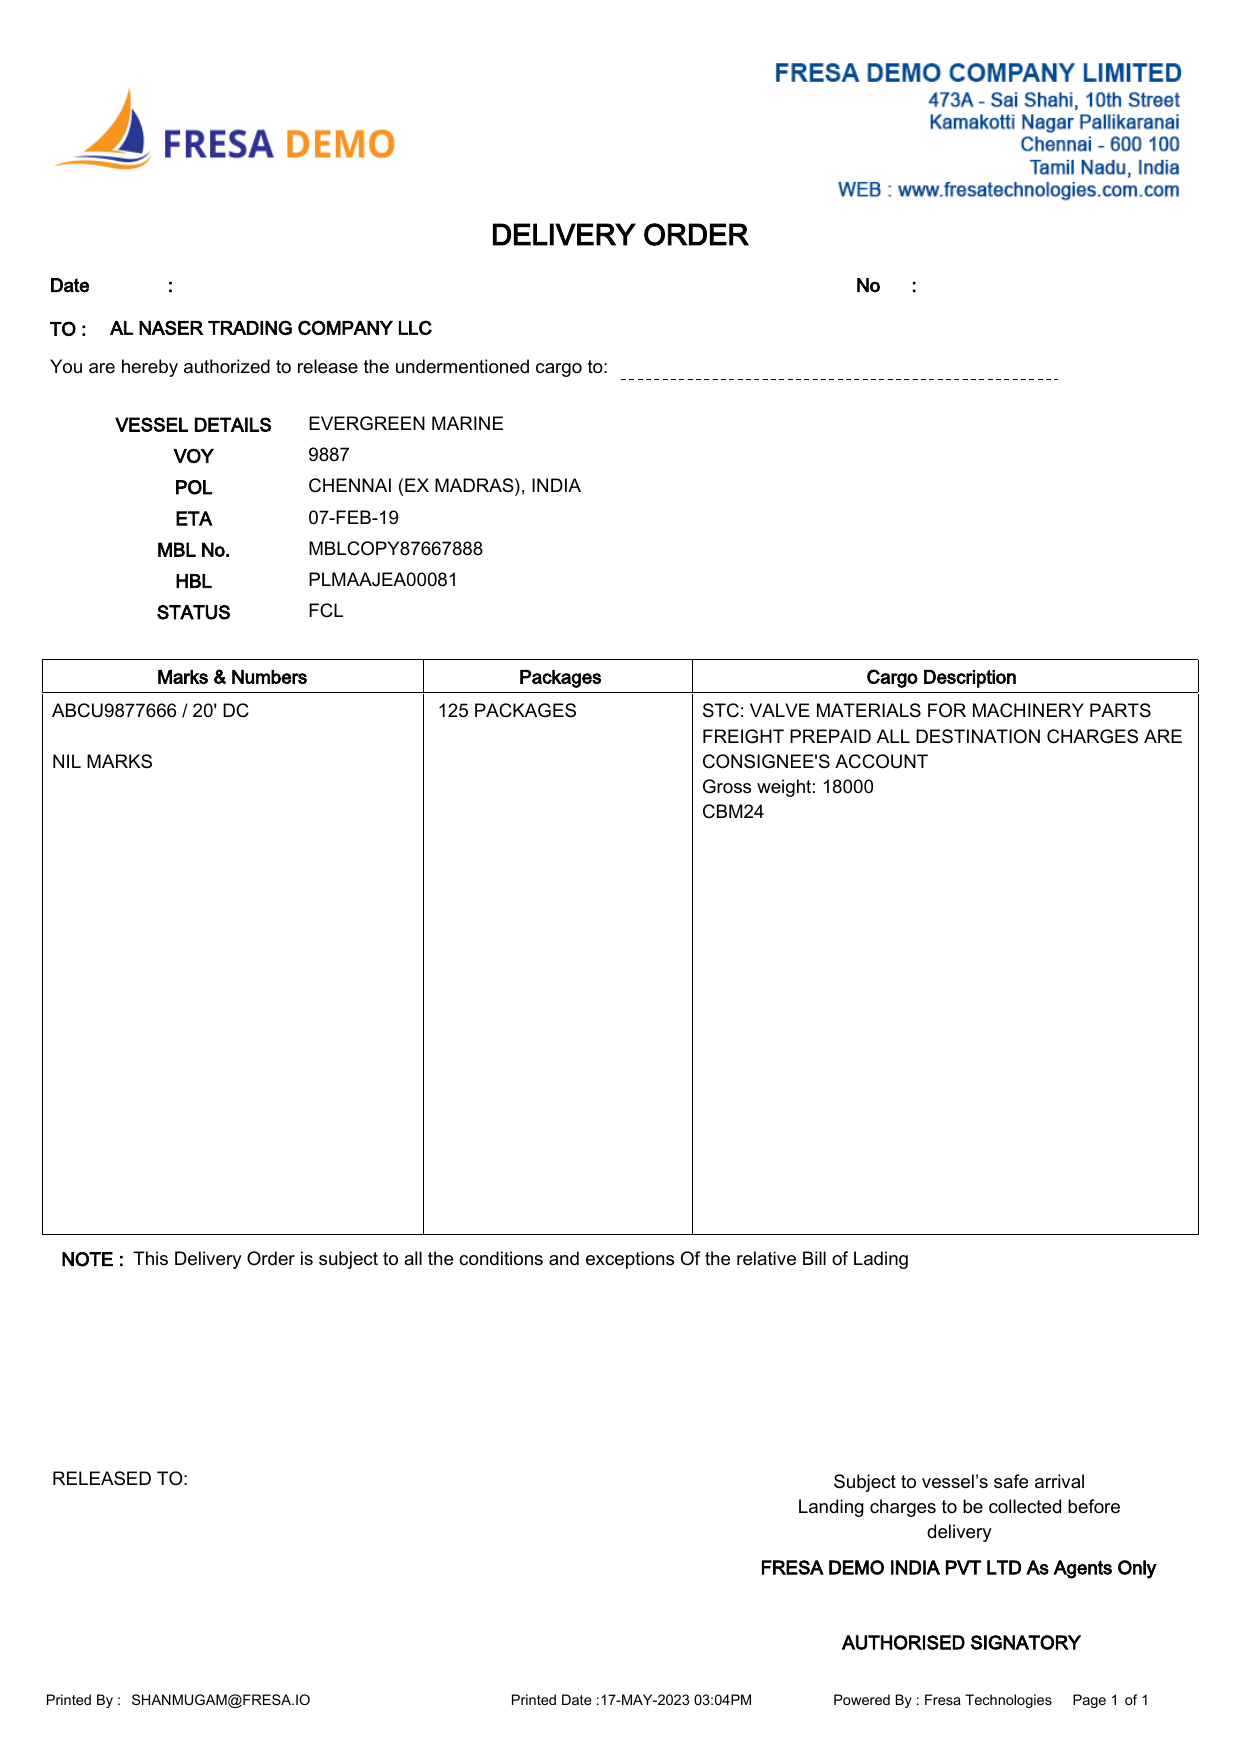 FRESA DEMO
FRESA DEMO COMPANY LIMITED
473A - Sai Shahi, 10th Street
Kamakotti Nagar Pallikaranai
Chennai - 600 100
Tamil Nadu, India
WEB : www.fresatechnologies.com.com
DELIVERY ORDER
Date : No :
TO : AL NASER TRADING COMPANY LLC
You are hereby authorized to release the undermentioned cargo to:
VESSEL DETAILS EVERGREEN MARINE
VOY 9887
POL CHENNAI (EX MADRAS), INDIA
ETA 07-FEB-19
MBL No. MBLCOPY87667888
HBL PLMAAJEA00081
STATUS FCL
Marks & Numbers Packages Cargo Description
ABCU9877666 / 20' DC 125 PACKAGES STC: VALVE MATERIALS FOR MACHINERY PARTS
FREIGHT PREPAID ALL DESTINATION CHARGES ARE
NIL MARKS CONSIGNEE'S ACCOUNT
Gross weight: 18000
CBM24
NOTE : This Delivery Order is subject to all the conditions and exceptions Of the relative Bill of Lading
RELEASED TO:
Subject to vessel’s safe arrival
Landing charges to be collected before
delivery
FRESA DEMO INDIA PVT LTD As Agents Only
AUTHORISED SIGNATORY
Printed By : SHANMUGAM@FRESA.IO Printed Date :17-MAY-2023 03:04PM Powered By : Fresa Technologies Page 1 of 1